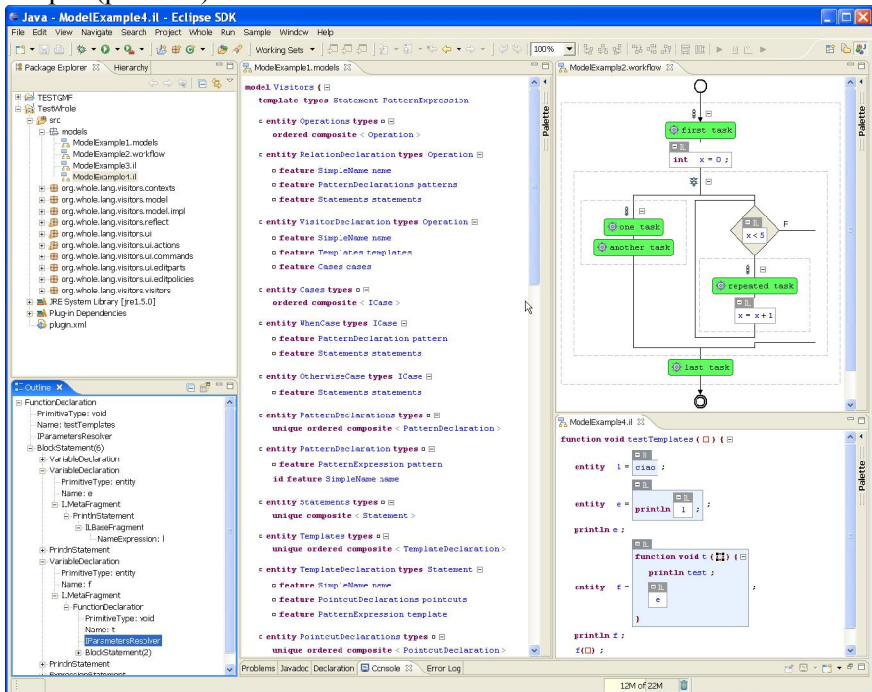 Java - ModelExample4.il - Eclipse SDK
File Edit View Navigate Search Project Whole Run Sample Window Help
Working Sets
100%
Package Explorer Hierarchy
TESTGMF
TestWhole
src
models
ModelExample1.models
ModelExample2.workflow
ModelExample3.il
ModelExample4.il
org.whole.lang.visitors.contexts
org.whole.lang.visitors.model
org.whole.lang.visitors.model.impl
org.whole.lang.visitors.reflect
org.whole.lang.visitors.ui
org.whole.lang.visitors.ui.actions
org.whole.lang.visitors.ui.commands
org.whole.lang.visitors.ui.editparts
org.whole.lang.visitors.ui.editpolicies
org.whole.lang.visitors.visitors
JRE System Library [jre1.5.0]
Plug-in Dependencies
plugin.xml
Outline
FunctionDeclaration
PrimitiveType: void
Name: testTemplates
IParametersResolver
BlockStatement(6)
VariableDeclaration
VariableDeclaration
PrimitiveType: entity
Name: e
ILMetaFragment
PrintlnStatement
ILBaseFragment
NameExpression: l
PrintlnStatement
VariableDeclaration
PrimitiveType: entity
Name: f
ILMetaFragment
FunctionDeclaration
PrimitiveType: void
Name: t
IParametersResolver
BlockStatement(2)
PrintlnStatement
ExpressionStatement
ModelExample1.models
model Visitors {
template types Statement PatternExpression
c entity Operations types
ordered composite < Operation >
c entity RelationDeclaration types Operation
feature SimpleName name
feature PatternDeclarations patterns
feature Statements statements
c entity VisitorDeclaration types Operation
feature SimpleName name
feature Templates templates
feature Cases cases
c entity Cases types
ordered composite < ICase >
c entity WhenCase types ICase
feature PatternDeclaration pattern
feature Statements statements
c entity OtherwiseCase types ICase
feature Statements statements
c entity PatternDeclarations types
unique ordered composite < PatternDeclaration >
c entity PatternDeclaration types
feature PatternExpression pattern
id feature SimpleName name
c entity Statements types
unique composite < Statement >
c entity Templates types
unique ordered composite < TemplateDeclaration >
c entity TemplateDeclaration types Statement
feature SimpleName name
feature PointcutDeclarations pointcuts
feature PatternExpression template
c entity PointcutDeclarations types
unique ordered composite < PointcutDeclaration >
Palette
ModelExample2.workflow
first task
IL
int x = 0 ;
one task
another task
IL
x < 5
F
repeated task
IL
x = x + 1
last task
Palette
ModelExample4.il
function void testTemplates ( ) {
IL
entity l = ciao ;
IL
IL
entity e = println l ; ;
println e ;
IL
function void t ( ) {
println test ;
IL
entity f = e ;
}
println f ;
f( ) ;
Palette
Problems Javadoc Declaration Console Error Log
12M of 22M